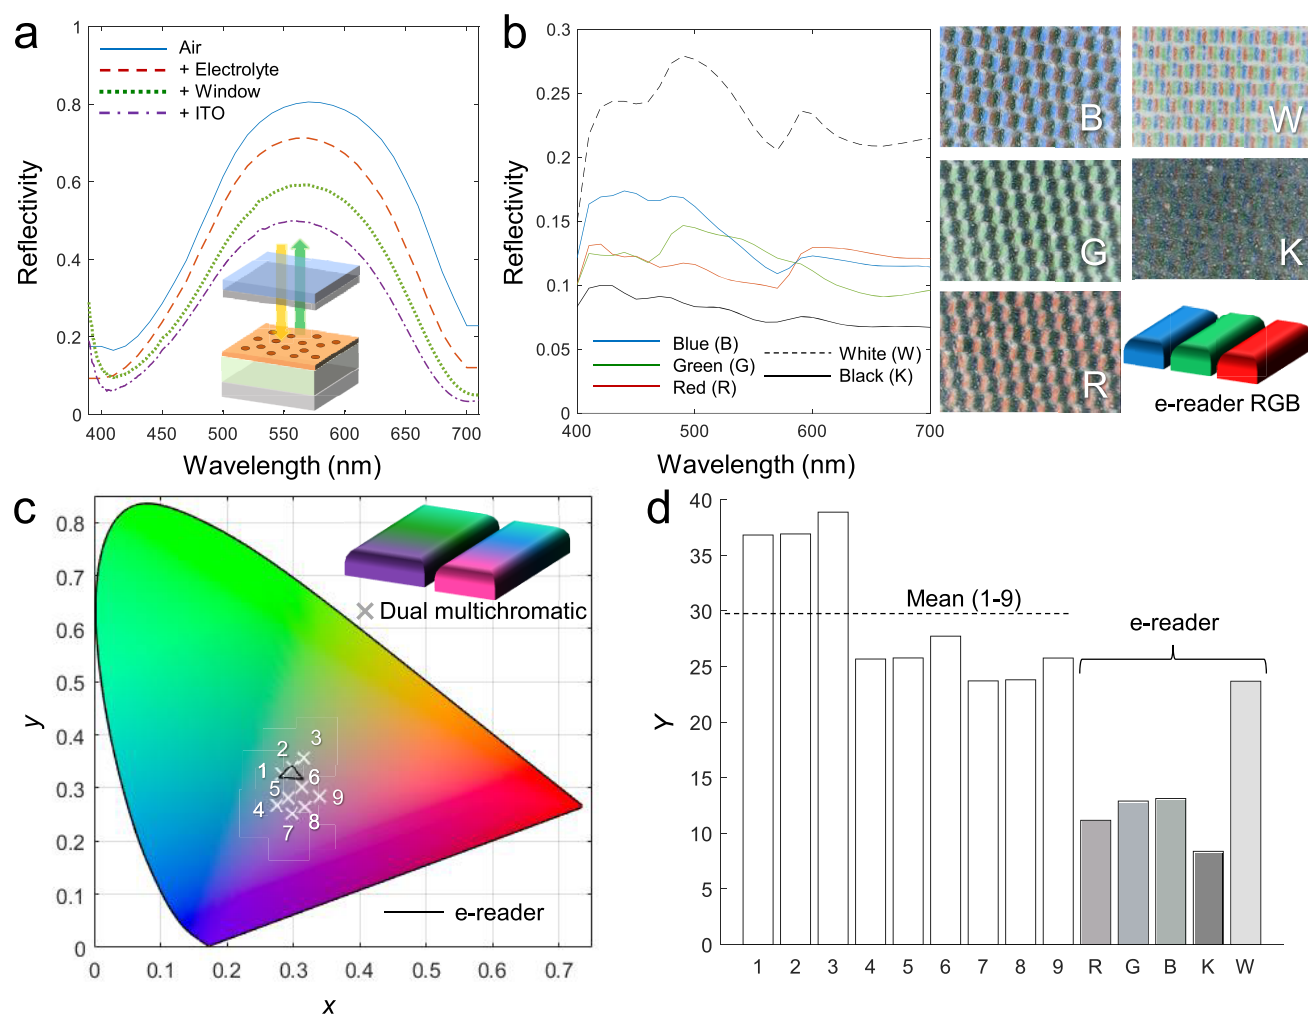 a
1
0.8
0.6
0.4
0.2
0
Reflectivity
Air
+ Electrolyte
+ Window
+ ITO
400
450
500
550
600
650
700
Wavelength (nm)
b
0.3
0.25
0.2
0.15
0.1
0.05
0
Reflectivity
Blue (B)
Green (G)
Red (R)
White (W)
Black (K)
400
500
600
700
Wavelength (nm)
B
W
G
K
R
e-reader RGB
c
0.8
0.7
0.6
0.5
0.4
0.3
0.2
0.1
0
y
Dual multichromatic
1
2
3
4
5
6
7
8
9
e-reader
0
0.1
0.2
0.3
0.4
0.5
0.6
0.7
x
d
40
35
30
25
20
15
10
5
0
Y
Mean (1-9)
e-reader
1
2
3
4
5
6
7
8
9
R
G
B
K
W